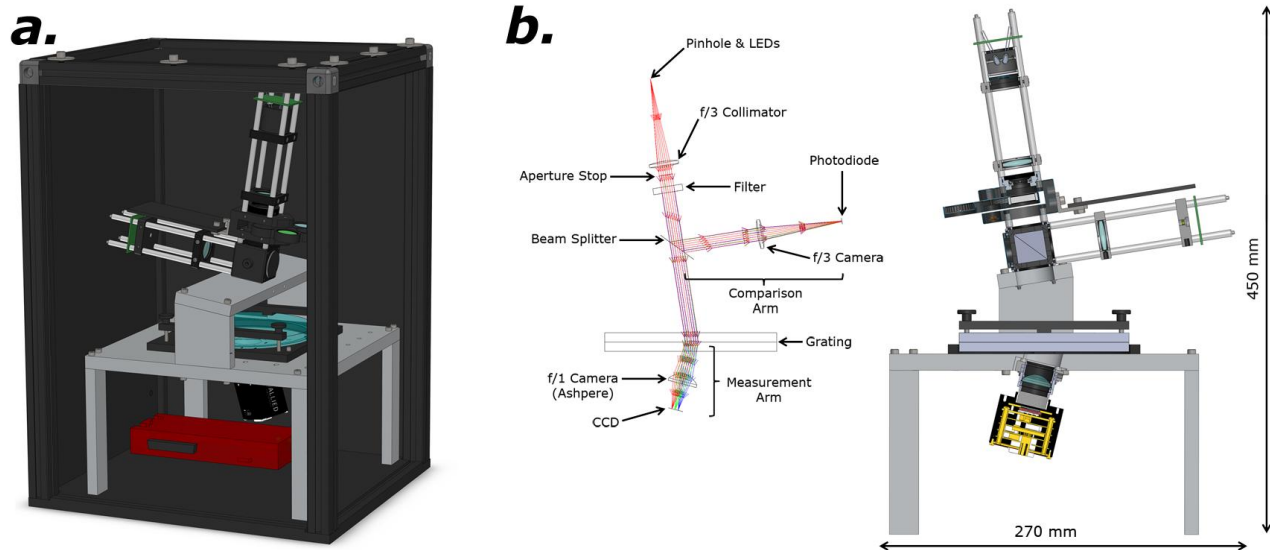 a.
ALLIED
b.
Pinhole & LEDs
f/3 Collimator
Aperture Stop
Filter
Photodiode
Beam Splitter
f/3 Camera
Comparison
Arm
Grating
f/1 Camera
(Ashpere)
Measurement
Arm
CCD
450 mm
270 mm